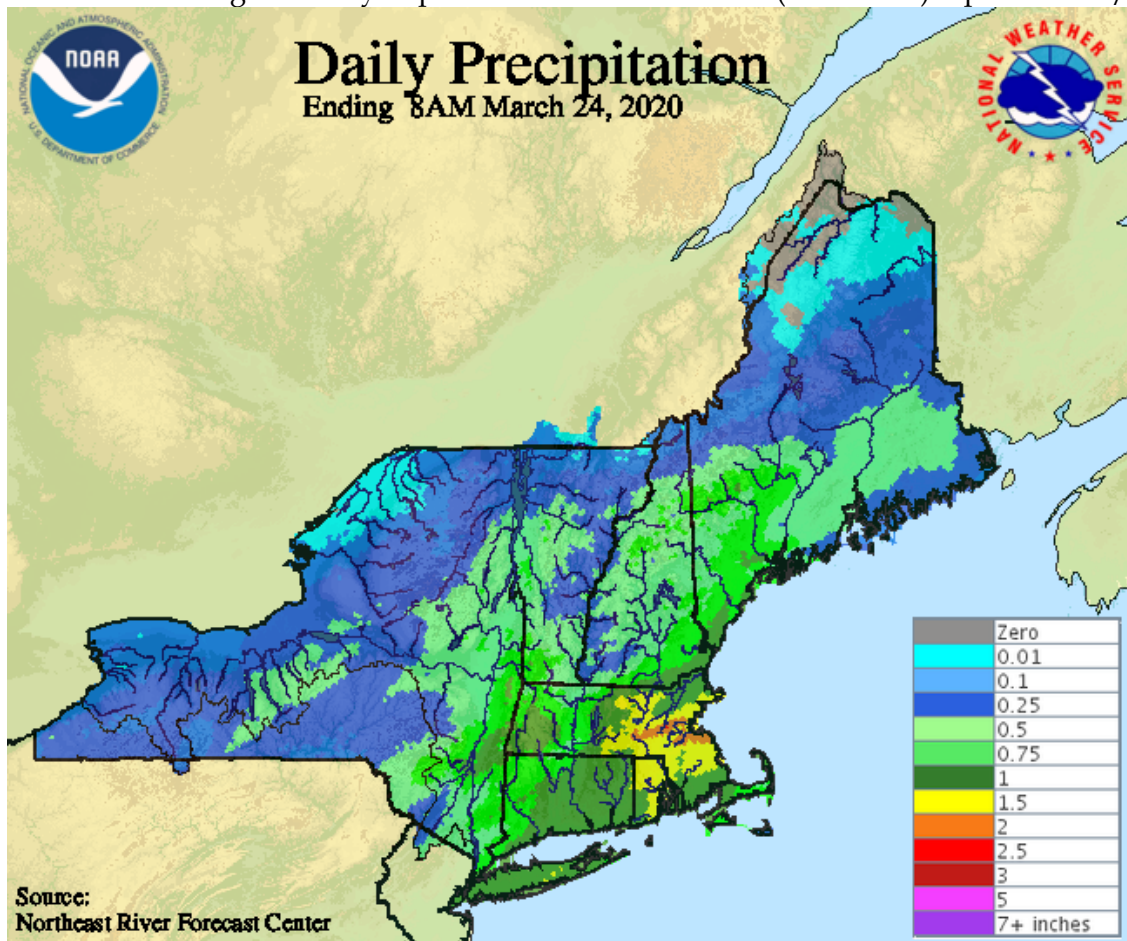 Daily Precipitation
Ending 8AM March 24, 2020
NOAA
NATIONAL OCEANIC AND ATMOSPHERIC ADMINISTRATION
U.S. DEPARTMENT OF COMMERCE
NATIONAL WEATHER SERVICE
Zero
0.01
0.1
0.25
0.5
0.75
1
1.5
2
2.5
3
5
7+ inches
Source:
Northeast River Forecast Center